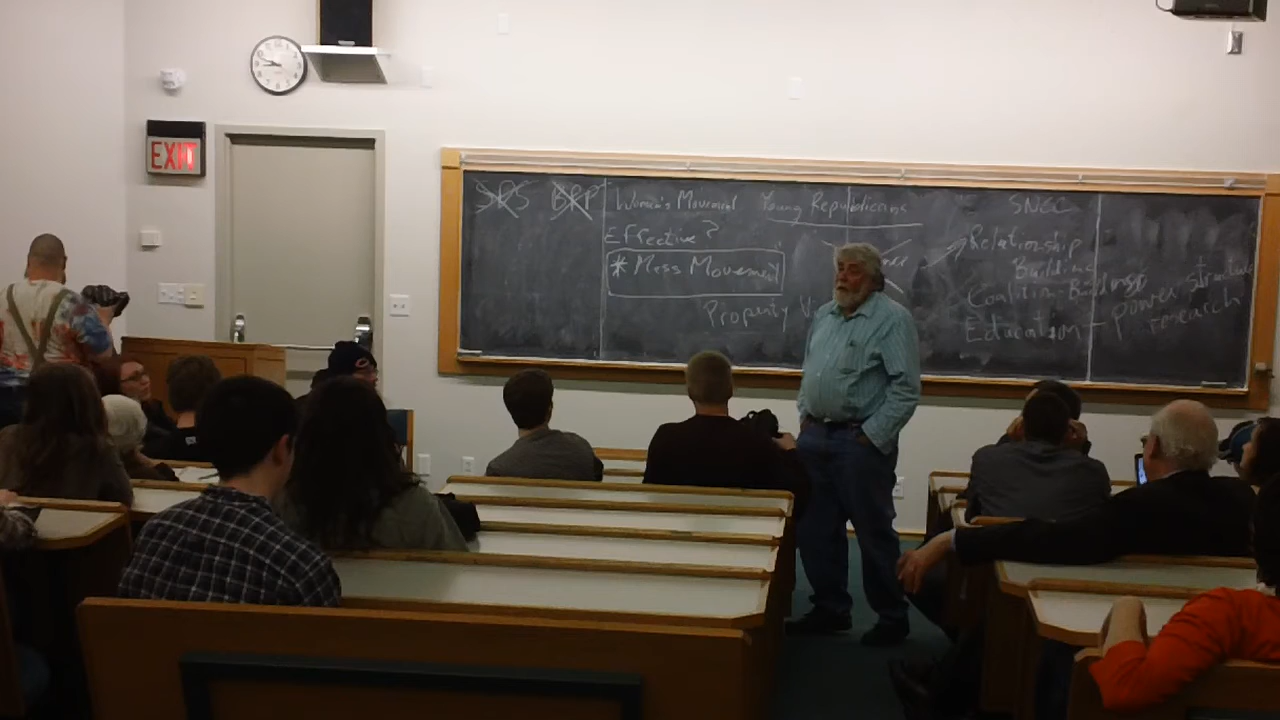 EXIT
SDS BPP Women's Movement Young Republicans SNCC
Effective?
* Mass Movement
Property
Relationship
Building
Coalition-Building
Education - power structure
research